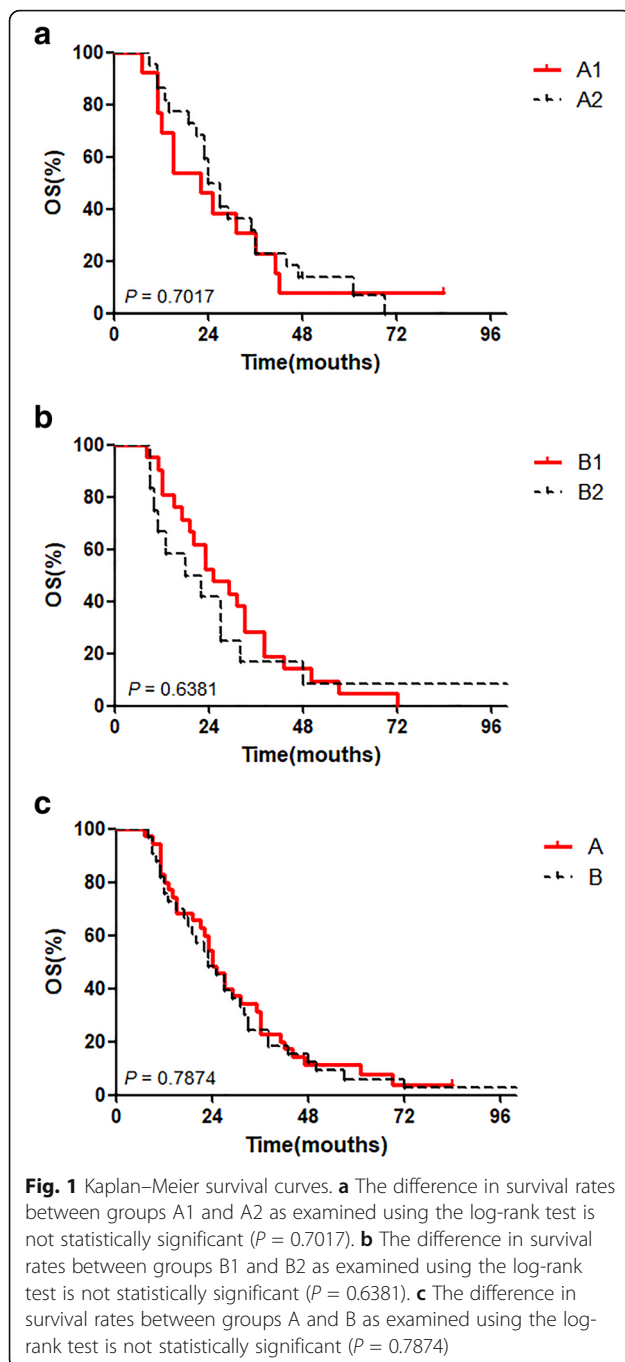 a
100
80
60
40
20
0
OS(%)
A1
A2
P = 0.7017
0 24 48 72 96
Time(mouths)
b
100
80
60
40
20
0
OS(%)
B1
B2
P = 0.6381
0 24 48 72 96
Time(mouths)
c
100
80
60
40
20
0
OS(%)
A
B
P = 0.7874
0 24 48 72 96
Time(mouths)
Fig. 1 Kaplan–Meier survival curves. a The difference in survival rates
between groups A1 and A2 as examined using the log-rank test is
not statistically significant (P = 0.7017). b The difference in survival
rates between groups B1 and B2 as examined using the log-rank
test is not statistically significant (P = 0.6381). c The difference in
survival rates between groups A and B as examined using the log-
rank test is not statistically significant (P = 0.7874)